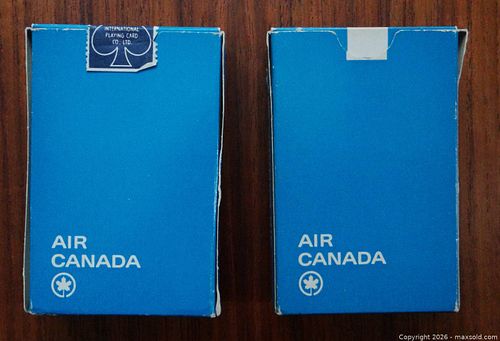 INTERNATIONAL
PLAYING CARD
CO. LTD.
AIR
CANADA
AIR
CANADA
Copyright 2026 - maxsold.com